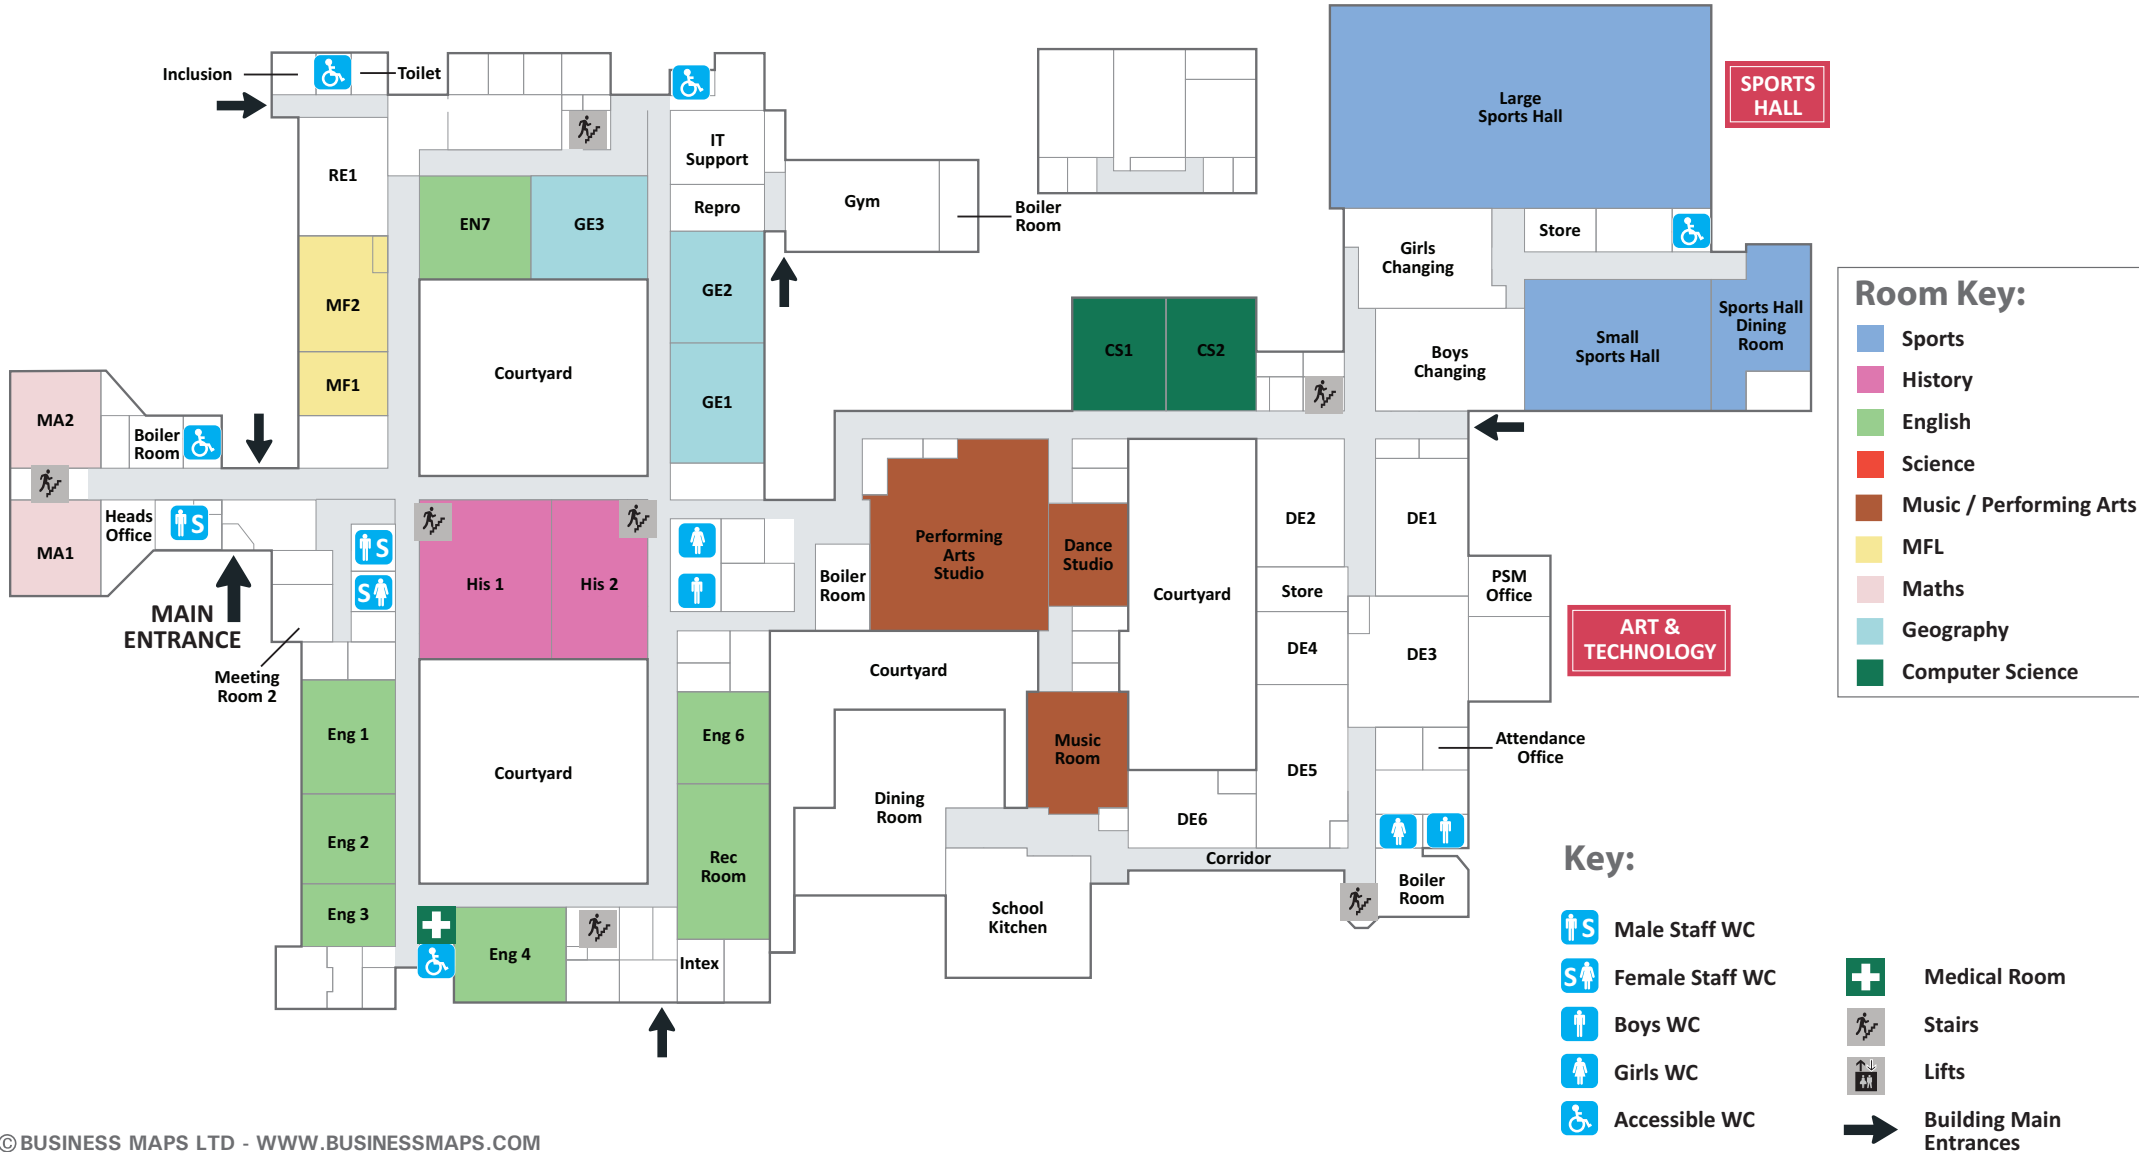 Inclusion
Toilet
RE1
IT
Support
Repro
Gym
Boiler
Room
Large
Sports Hall
SPORTS
HALL
EN7
GE3
GE2
GE1
MF2
MF1
Courtyard
Store
Girls
Changing
Boys
Changing
Small
Sports Hall
Sports Hall
Dining
Room
CS1
CS2
MA2
Boiler
Room
MA1
Heads
Office
S
S
S
MAIN
ENTRANCE
Meeting
Room 2
His 1
His 2
Boiler
Room
Performing
Arts
Studio
Dance
Studio
Courtyard
DE2
DE1
Store
PSM
Office
DE4
DE3
ART &
TECHNOLOGY
Courtyard
Eng 1
Eng 2
Eng 3
Courtyard
Eng 6
Rec
Room
Music
Room
Dining
Room
DE5
DE6
Attendance
Office
Corridor
Boiler
Room
School
Kitchen
Eng 4
Intex
Room Key:
Sports
History
English
Science
Music / Performing Arts
MFL
Maths
Geography
Computer Science
Key:
S Male Staff WC
S Female Staff WC
Boys WC
Girls WC
Accessible WC
Medical Room
Stairs
Lifts
Building Main
Entrances
© BUSINESS MAPS LTD - WWW.BUSINESSMAPS.COM